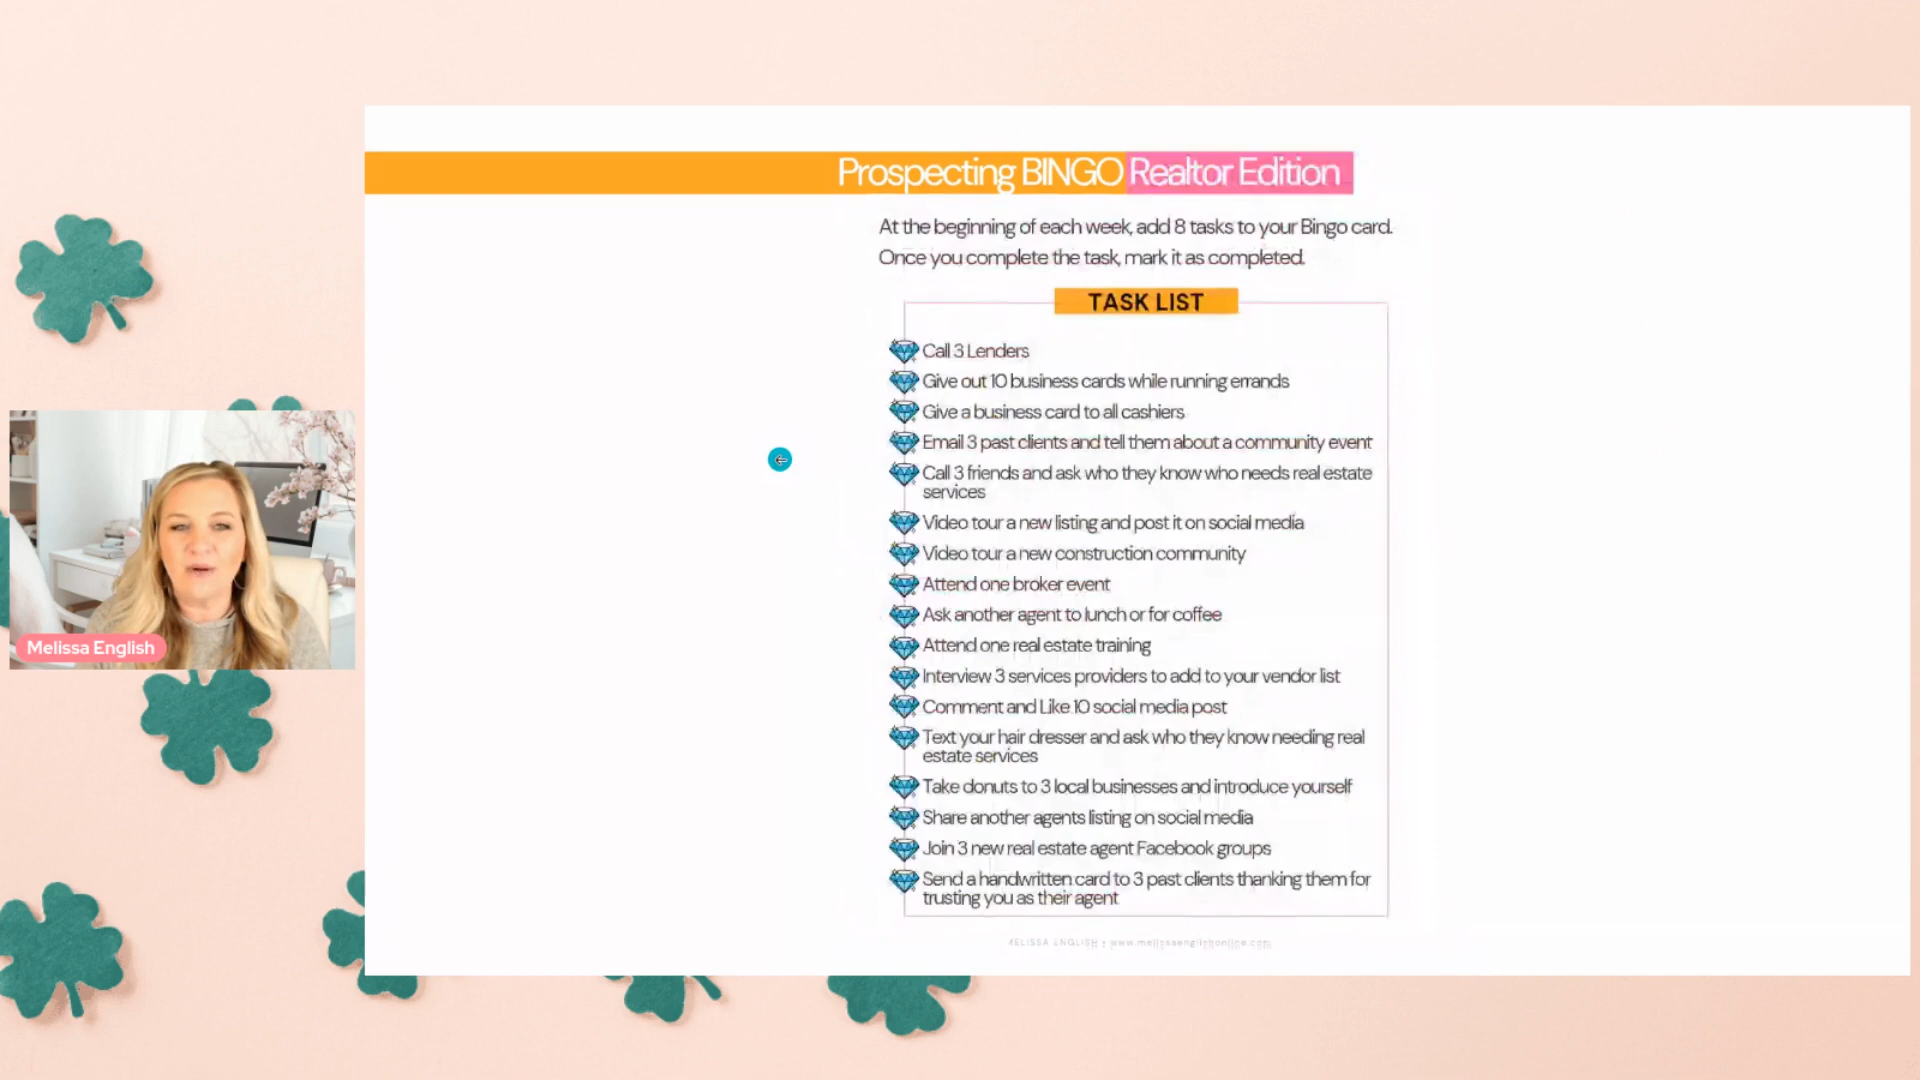 Prospecting BINGO Realtor Edition
At the beginning of each week, add 8 tasks to your Bingo card.
Once you complete the task, mark it as completed.
TASK LIST
Call 3 Lenders
Give out 10 business cards while running errands
Give a business card to all cashiers
Email 3 past clients and tell them about a community event
Call 3 friends and ask who they know who needs real estate
services
Video tour a new listing and post it on social media
Video tour a new construction community
Attend one broker event
Ask another agent to lunch or for coffee
Attend one real estate training
Interview 3 services providers to add to your vendor list
Comment and Like 10 social media post
Text your hair dresser and ask who they know needing real
estate services
Take donuts to 3 local businesses and introduce yourself
Share another agents listing on social media
Join 3 new real estate agent Facebook groups
Send a handwritten card to 3 past clients thanking them for
trusting you as their agent
MELISSA ENGLISH • www.melissaenglishonline.com
Melissa English